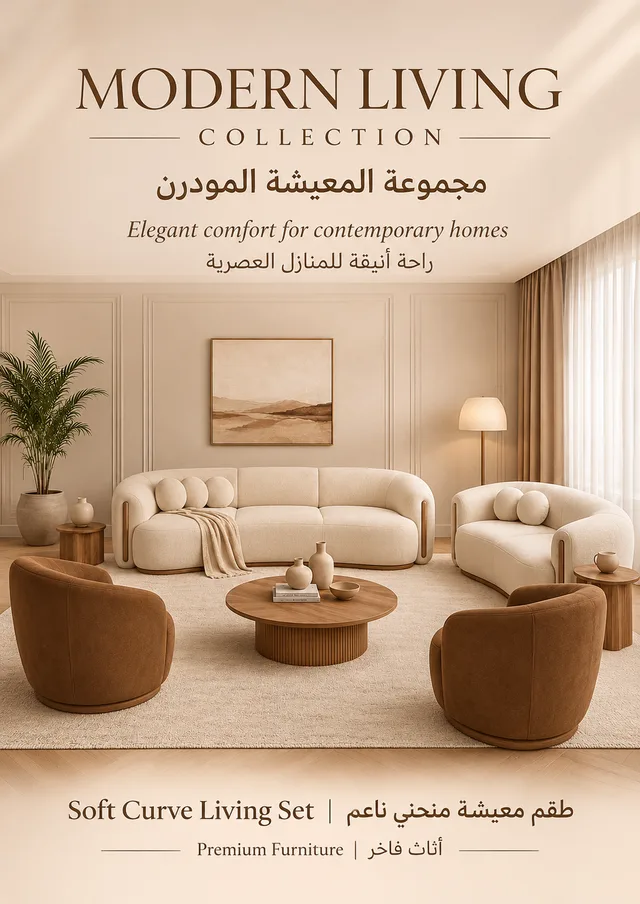 MODERN LIVING
COLLECTION
مجموعة المعيشة المودرن
Elegant comfort for contemporary homes
راحة أنيقة للمنازل العصرية
Soft Curve Living Set | طقم معيشة منحني ناعم
Premium Furniture | أثاث فاخر